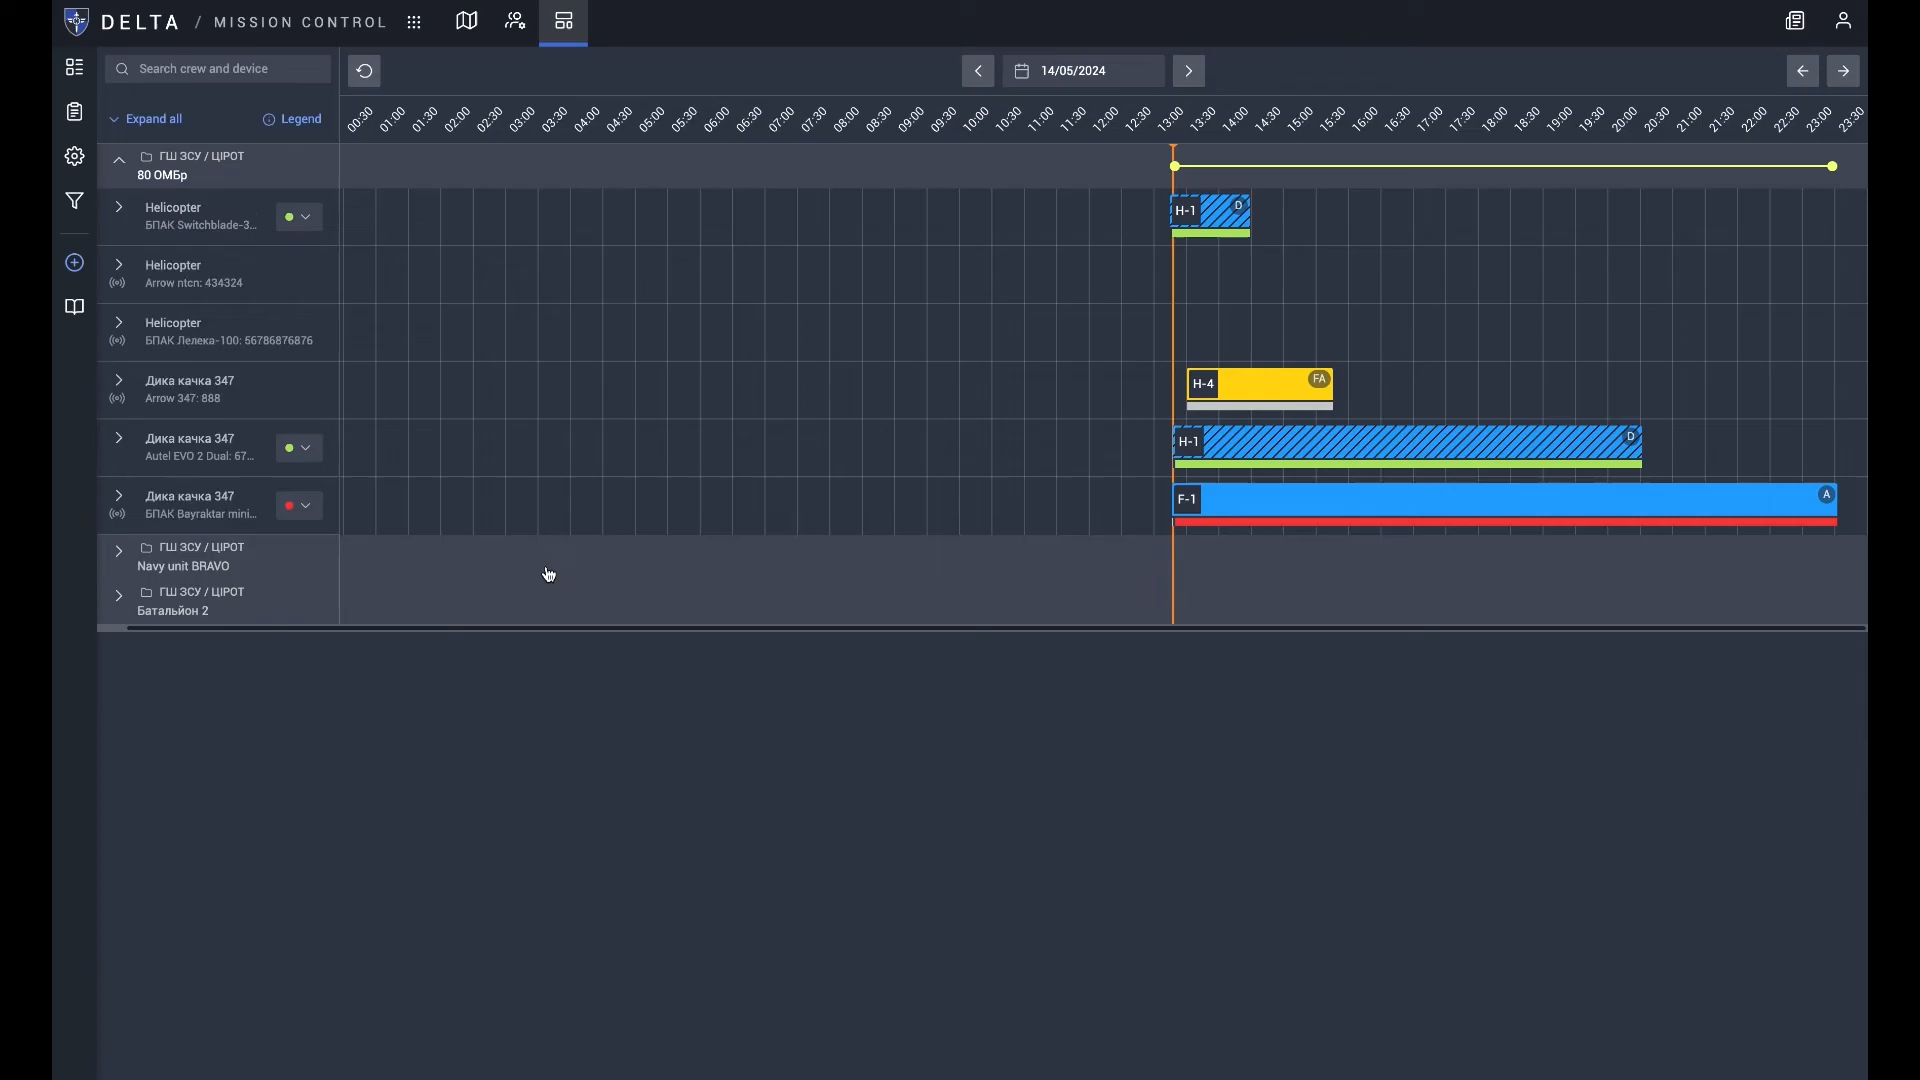 DELTA / MISSION CONTROL
Search crew and device
14/05/2024
Expand all
Legend
00:30 01:00 01:30 02:00 02:30 03:00 03:30 04:00 04:30 05:00 05:30 06:00 06:30 07:00 07:30 08:00 08:30 09:00 09:30 10:00 10:30 11:00 11:30 12:00 12:30 13:00 13:30 14:00 14:30 15:00 15:30 16:00 16:30 17:00 17:30 18:00 18:30 19:00 19:30 20:00 20:30 21:00 21:30 22:00 22:30 23:00 23:30
ГШ ЗСУ / ЦІРОТ
80 ОМБр
Helicopter
БПАК Switchblade-3...
H-1 D
Helicopter
Arrow ntcn: 434324
Helicopter
БПАК Лелека-100: 56786876876
Дика качка 347
Arrow 347: 888
H-4 FA
Дика качка 347
Autel EVO 2 Dual: 67...
H-1 D
Дика качка 347
БПАК Bayraktar mini...
F-1 A
ГШ ЗСУ / ЦІРОТ
Navy unit BRAVO
ГШ ЗСУ / ЦІРОТ
Батальйон 2